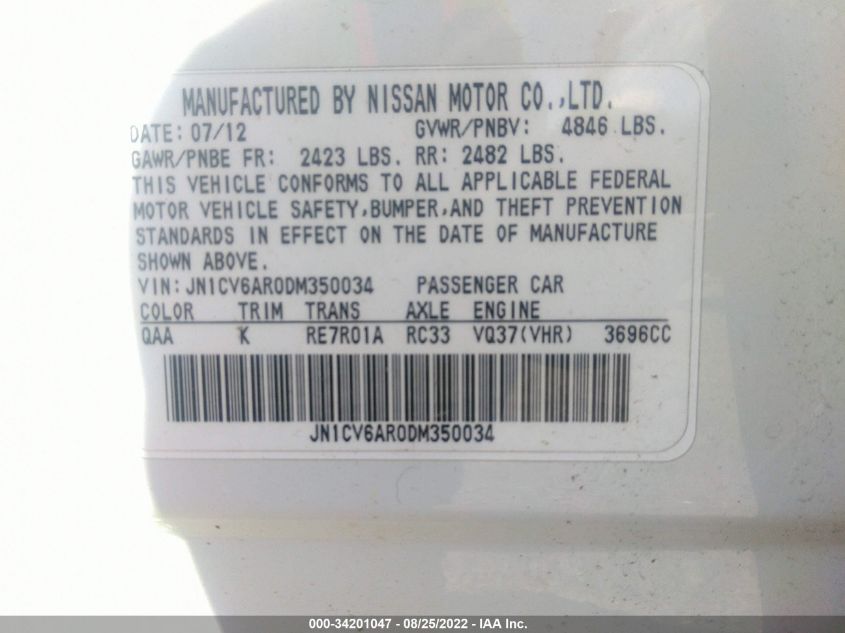 MANUFACTURED BY NISSAN MOTOR CO.,LTD.
DATE: 07/12 GVWR/PNBV: 4846 LBS.
GAWR/PNBE FR: 2423 LBS. RR: 2482 LBS.
THIS VEHICLE CONFORMS TO ALL APPLICABLE FEDERAL
MOTOR VEHICLE SAFETY,BUMPER,AND THEFT PREVENTION
STANDARDS IN EFFECT ON THE DATE OF MANUFACTURE
SHOWN ABOVE.
VIN:JN1CV6AR0DM350034 PASSENGER CAR
COLOR TRIM TRANS AXLE ENGINE
QAA K RE7R01A RC33 VQ37(VHR) 3696CC
JN1CV6AR0DM350034
000-34201047 - 08/25/2022 - IAA Inc.